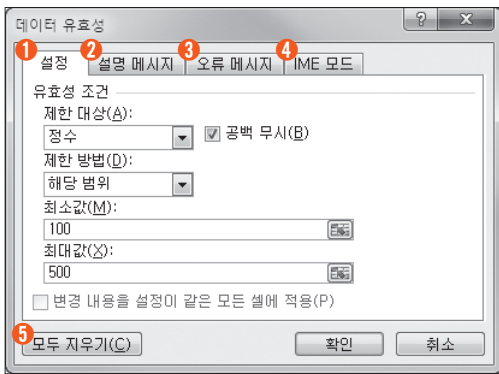 데이터 유효성
? X
1 설정 2 설명 메시지 3 오류 메시지 4 IME 모드
유효성 조건
제한 대상(A):
정수 공백 무시(B)
제한 방법(D):
해당 범위
최소값(M):
100
최대값(X):
500
변경 내용을 설정이 같은 모든 셀에 적용(P)
5 모두 지우기(C) 확인 취소